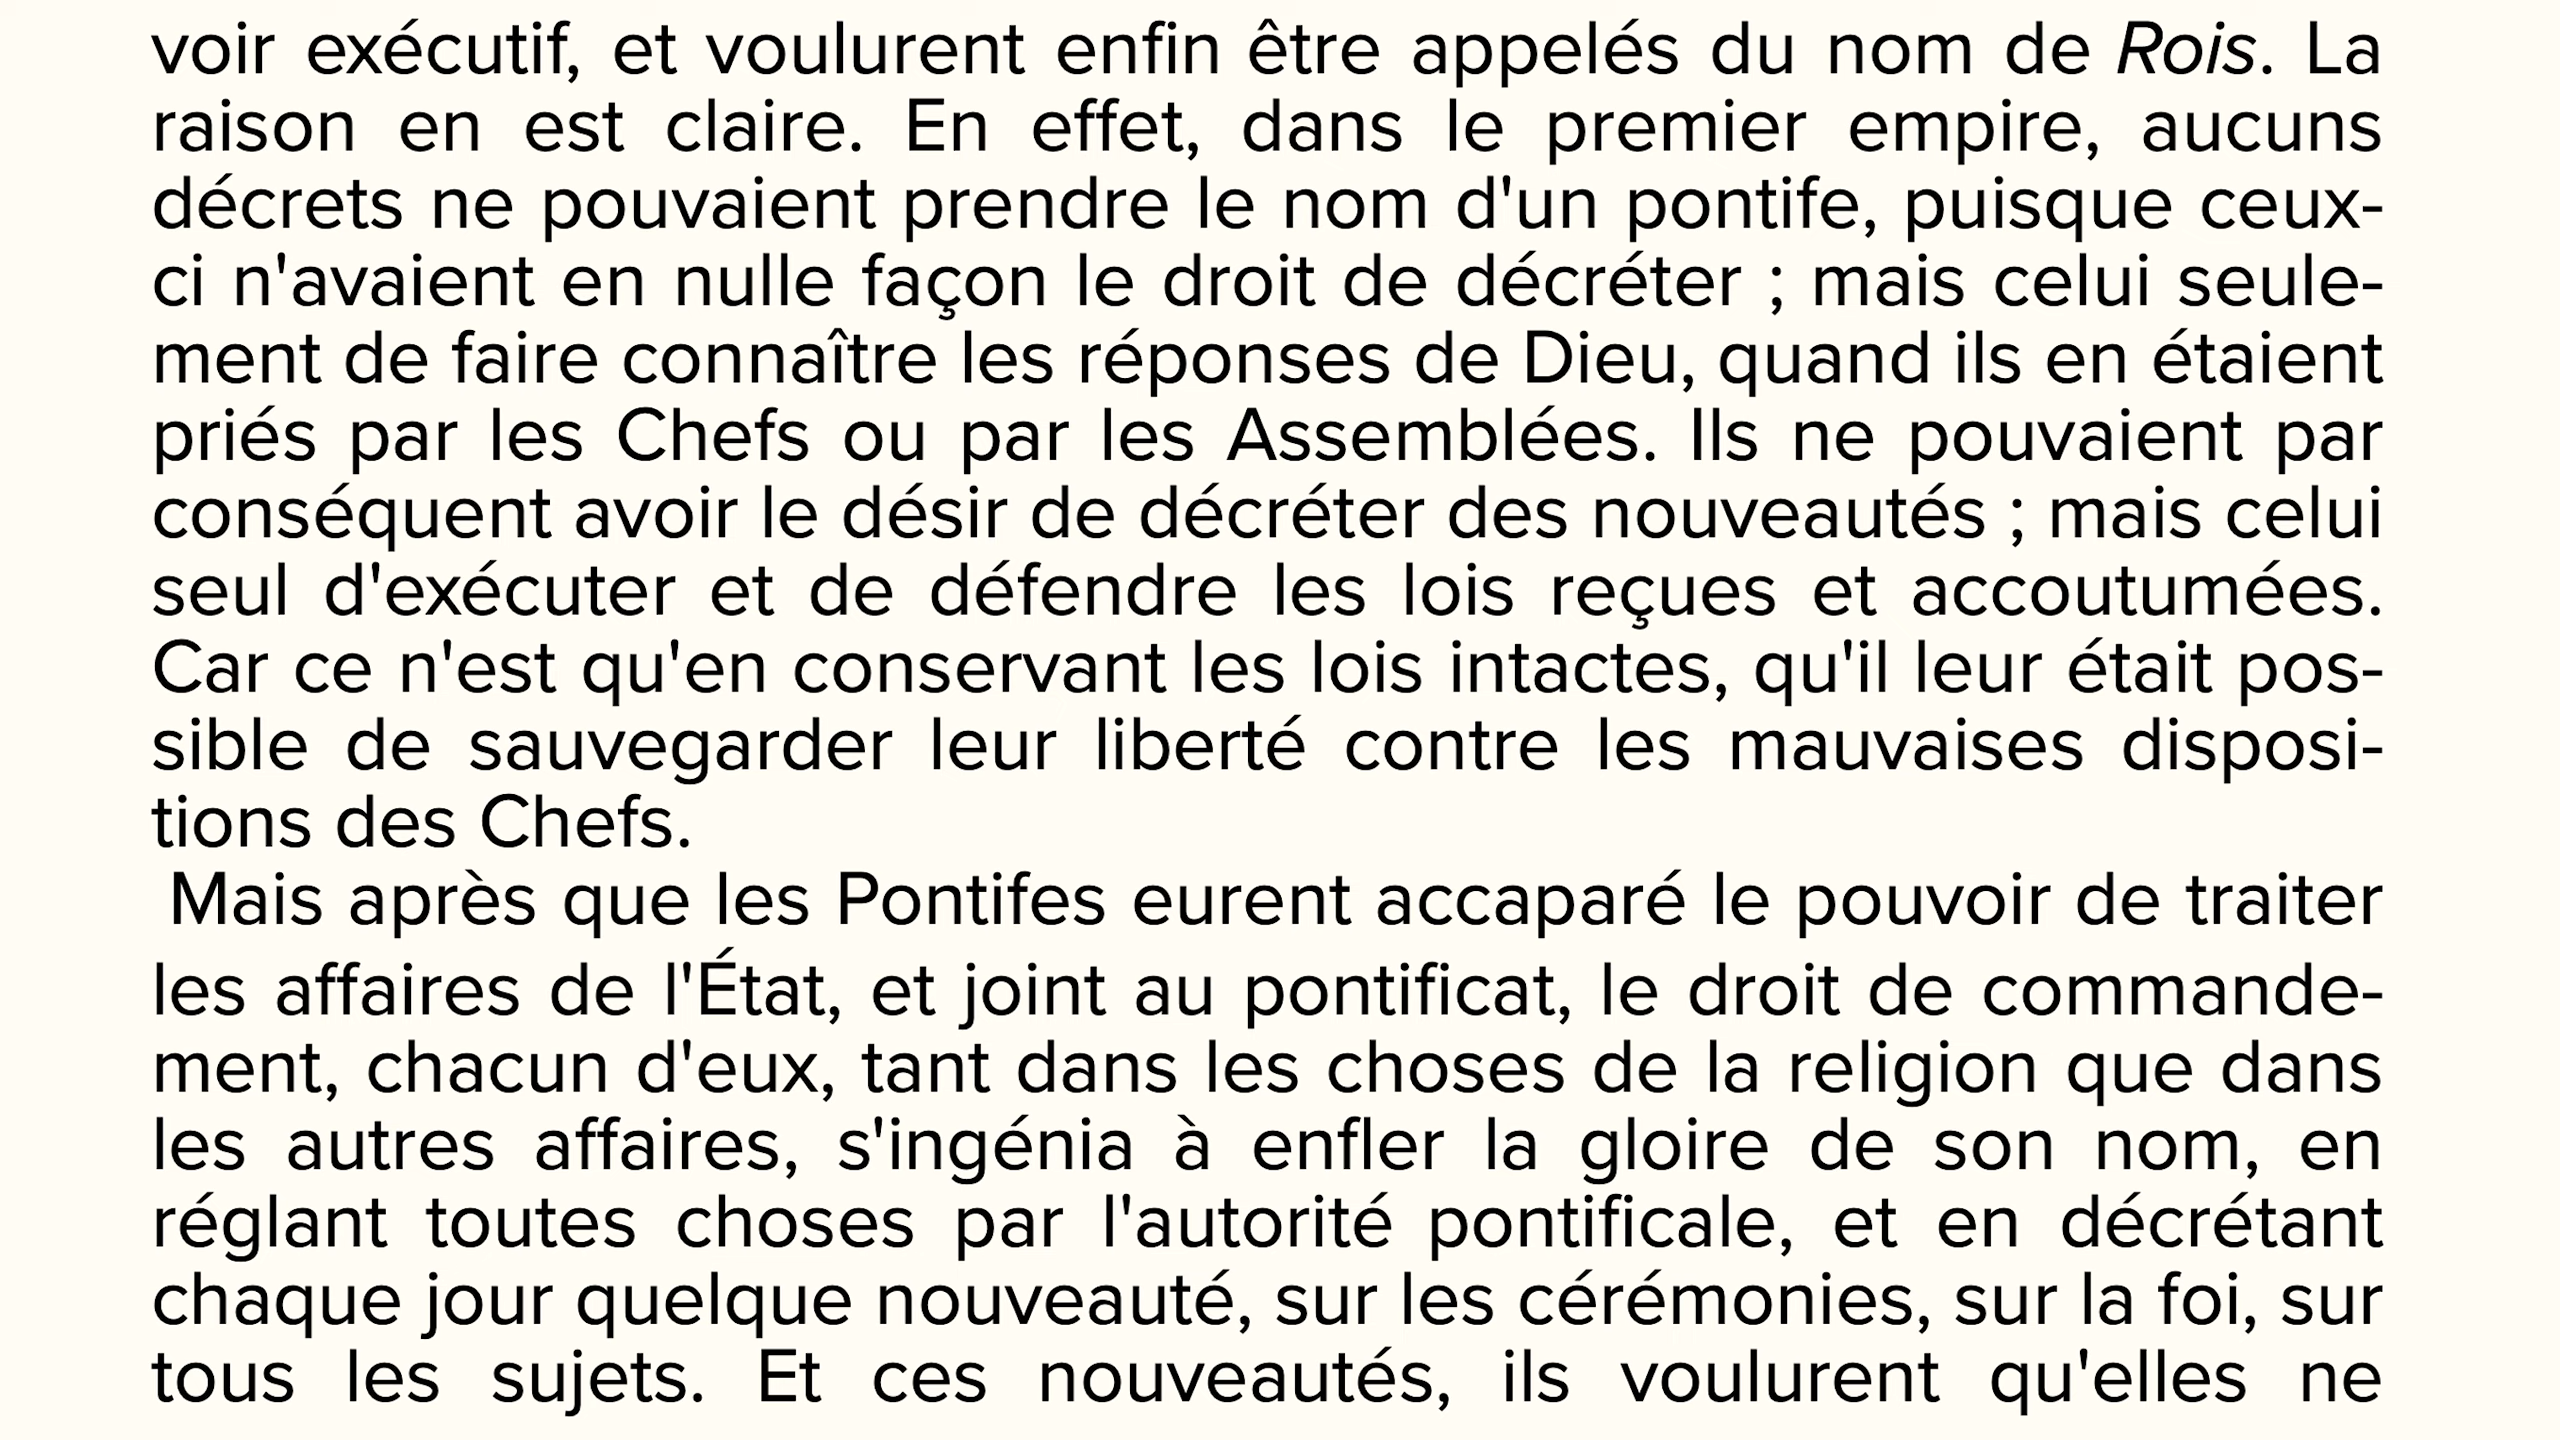 voir exécutif, et voulurent enfin être appelés du nom de Rois. La
raison en est claire. En effet, dans le premier empire, aucuns
décrets ne pouvaient prendre le nom d'un pontife, puisque ceux-
ci n'avaient en nulle façon le droit de décréter ; mais celui seule-
ment de faire connaître les réponses de Dieu, quand ils en étaient
priés par les Chefs ou par les Assemblées. Ils ne pouvaient par
conséquent avoir le désir de décréter des nouveautés ; mais celui
seul d'exécuter et de défendre les lois reçues et accoutumées.
Car ce n'est qu'en conservant les lois intactes, qu'il leur était pos-
sible de sauvegarder leur liberté contre les mauvaises disposi-
tions des Chefs.
Mais après que les Pontifes eurent accaparé le pouvoir de traiter
les affaires de l'État, et joint au pontificat, le droit de commande-
ment, chacun d'eux, tant dans les choses de la religion que dans
les autres affaires, s'ingénia à enfler la gloire de son nom, en
réglant toutes choses par l'autorité pontificale, et en décrétant
chaque jour quelque nouveauté, sur les cérémonies, sur la foi, sur
tous les sujets. Et ces nouveautés, ils voulurent qu'elles ne